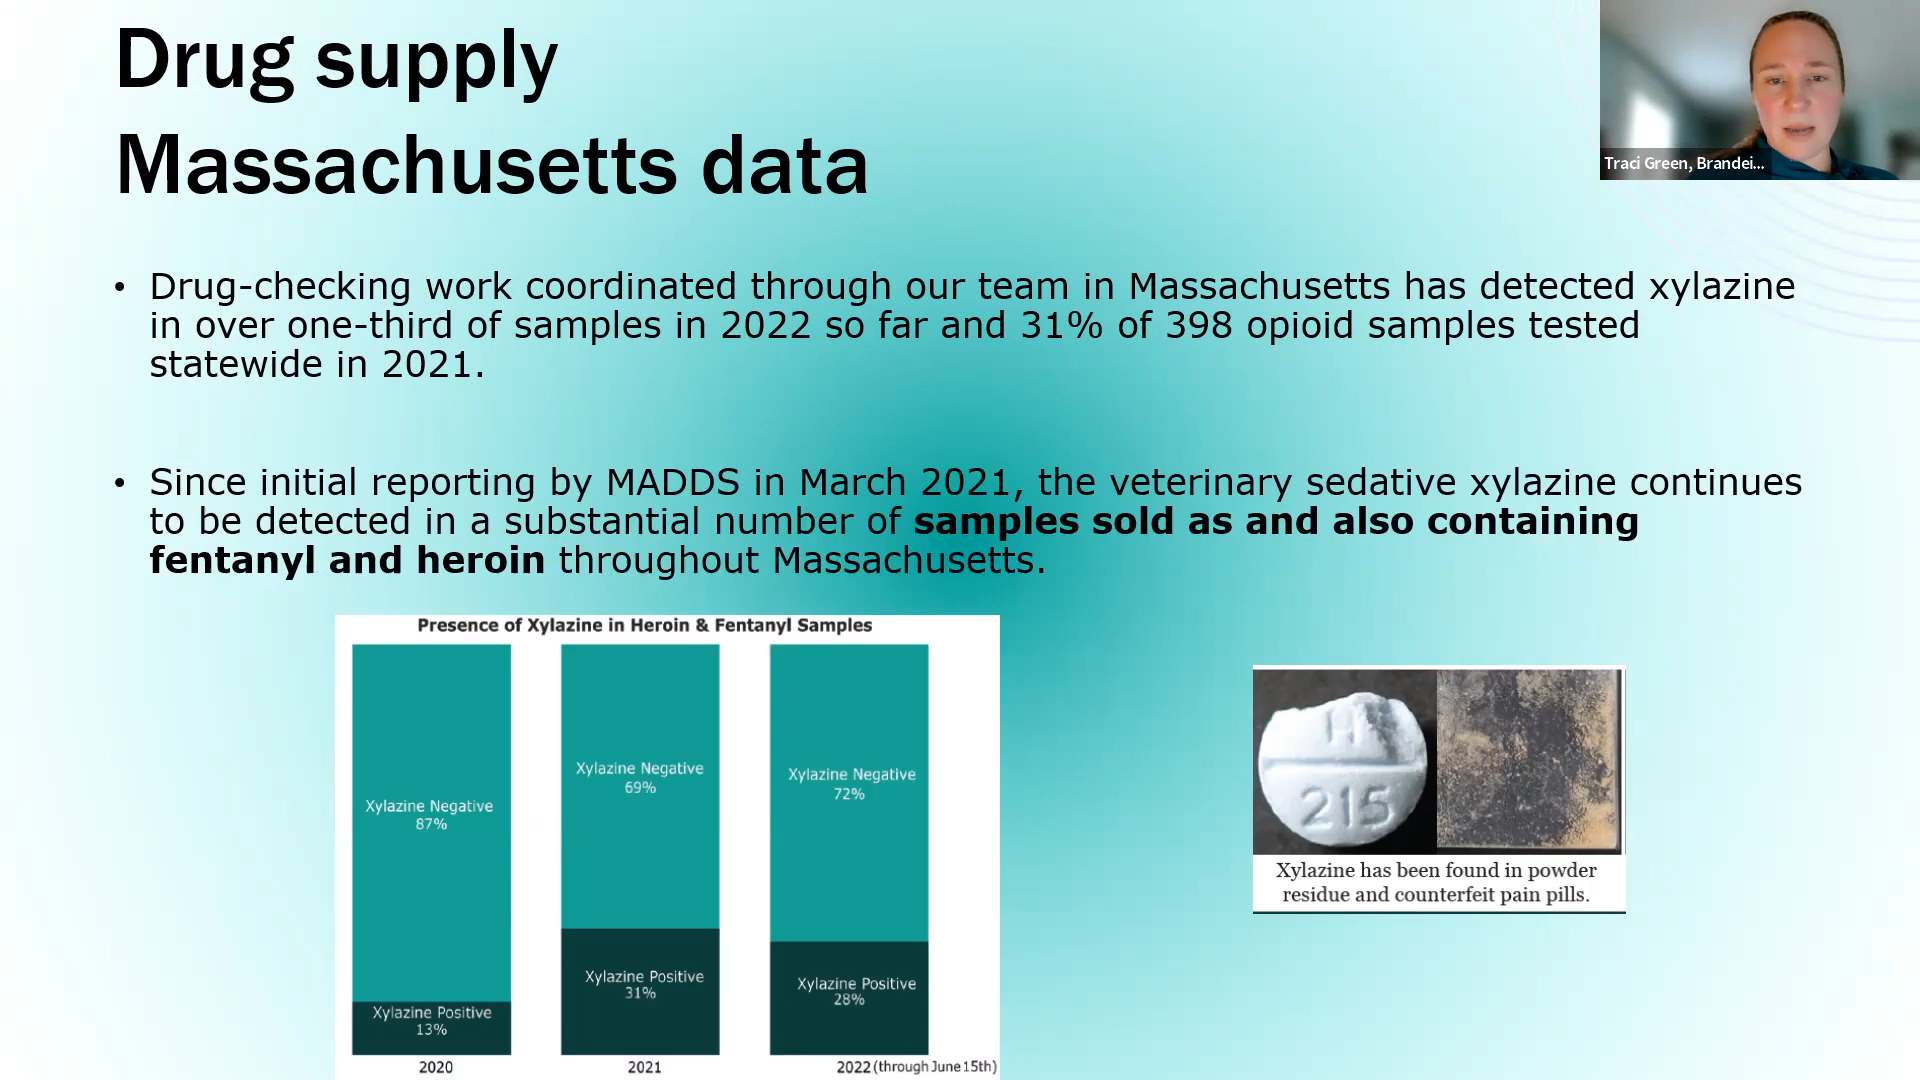 Drug supply
Massachusetts data
Traci Green, Brandei...
• Drug-checking work coordinated through our team in Massachusetts has detected xylazine
in over one-third of samples in 2022 so far and 31% of 398 opioid samples tested
statewide in 2021.
• Since initial reporting by MADDS in March 2021, the veterinary sedative xylazine continues
to be detected in a substantial number of samples sold as and also containing
fentanyl and heroin throughout Massachusetts.
Presence of Xylazine in Heroin & Fentanyl Samples
Xylazine Negative
87%
Xylazine Positive
13%
2020
Xylazine Negative
69%
Xylazine Positive
31%
2021
Xylazine Negative
72%
Xylazine Positive
28%
2022 (through June 15th)
H
215
Xylazine has been found in powder
residue and counterfeit pain pills.